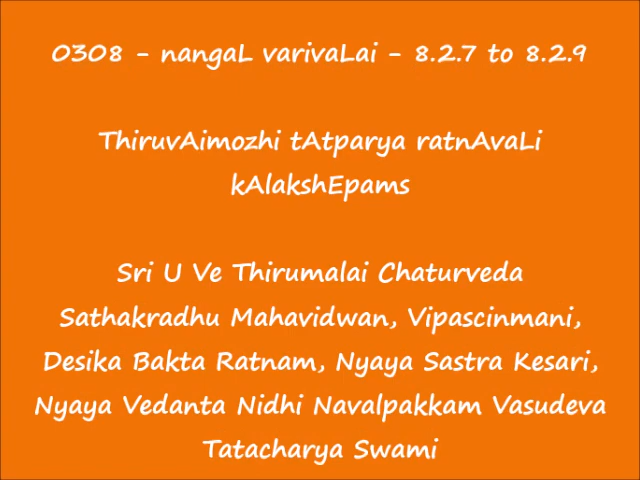 0308 - nangaL varivaLai - 8.2.7 to 8.2.9
ThiruvAimozhi tAtparya ratnAvaLi
kAlakshEpams
Sri U Ve Thirumalai Chaturveda
Sathakradhu Mahavidwan, Vipascinmani,
Desika Bakta Ratnam, Nyaya Sastra Kesari,
Nyaya Vedanta Nidhi Navalpakkam Vasudeva
Tatacharya Swami